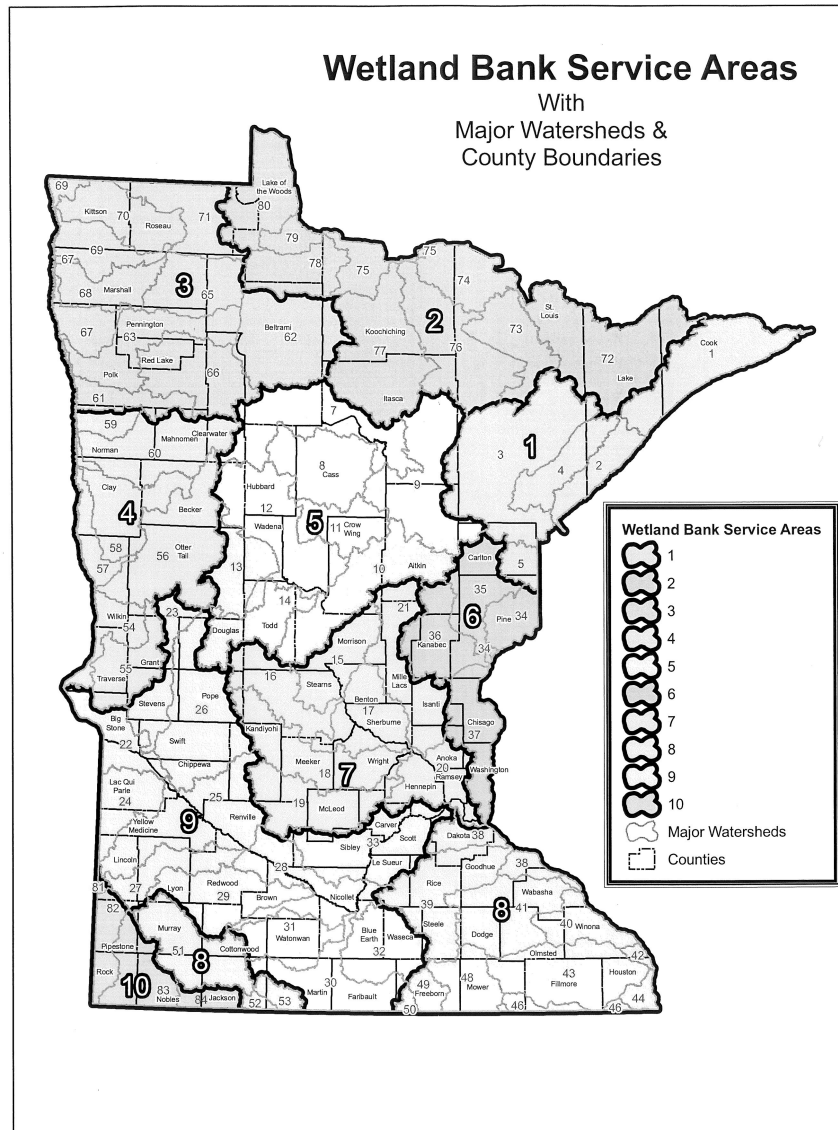 Wetland Bank Service Areas
With
Major Watersheds &
County Boundaries
69
Kittson
70
Roseau
71
Lake of
the Woods
80
79
78
69
67
68
Marshall
3
65
75
75
74
2
St.
Louis
73
67
Pennington
63
Red Lake
Polk
66
61
Beltrami
62
Koochiching
77
76
Itasca
72
Lake
Cook
1
59
Norman
60
Mahnomen
Clearwater
7
8
Cass
9
3
1
4
2
Clay
4
Becker
Hubbard
12
Wadena
5
11
Crow
Wing
58
57
56
Otter
Tail
13
10
Aitkin
Carlton
5
35
6
Pine
34
34
36
Kanabec
Wilkin
54
23
14
Todd
Douglas
21
Morrison
15
55
Grant
Traverse
Stevens
Pope
26
16
Stearns
Mille
Lacs
Benton
17
Sherburne
Isanti
Chisago
37
Big
Stone
22
Swift
Chippewa
Kandiyohi
Meeker
18
7
Wright
Anoka
20
Ramsey
Hennepin
Washington
Lac Qui
Parle
24
25
Renville
19
McLeod
Yellow
Medicine
9
Carver
33
Scott
Sibley
Le Sueur
Dakota
38
Goodhue
38
Lincoln
28
81
27
Lyon
Redwood
29
Brown
Nicollet
Rice
39
Wabasha
82
Murray
31
Watonwan
Blue
Earth
32
Waseca
Steele
8
41
40
Winona
Dodge
Pipestone
51
8
Cottonwood
Olmsted
42
Rock
10
83
Nobles
84
Jackson
52
53
Martin
30
Faribault
49
Freeborn
50
48
Mower
43
Fillmore
Houston
44
46
46
Wetland Bank Service Areas
1
2
3
4
5
6
7
8
9
10
Major Watersheds
Counties